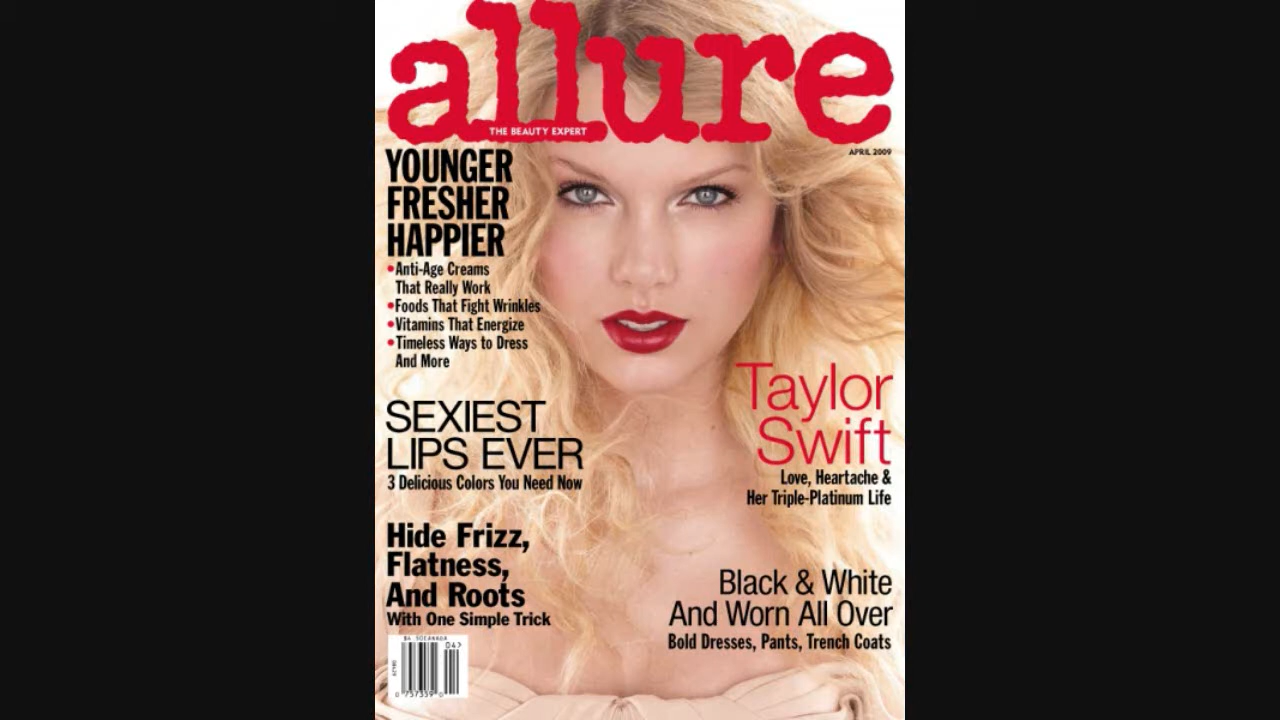 allure
THE BEAUTY EXPERT
APRIL 2009
YOUNGER
FRESHER
HAPPIER
•Anti-Age Creams
That Really Work
•Foods That Fight Wrinkles
•Vitamins That Energize
•Timeless Ways to Dress
And More
SEXIEST
LIPS EVER
3 Delicious Colors You Need Now
Taylor
Swift
Love, Heartache &
Her Triple-Platinum Life
Hide Frizz,
Flatness,
And Roots
With One Simple Trick
Black & White
And Worn All Over
Bold Dresses, Pants, Trench Coats
04>